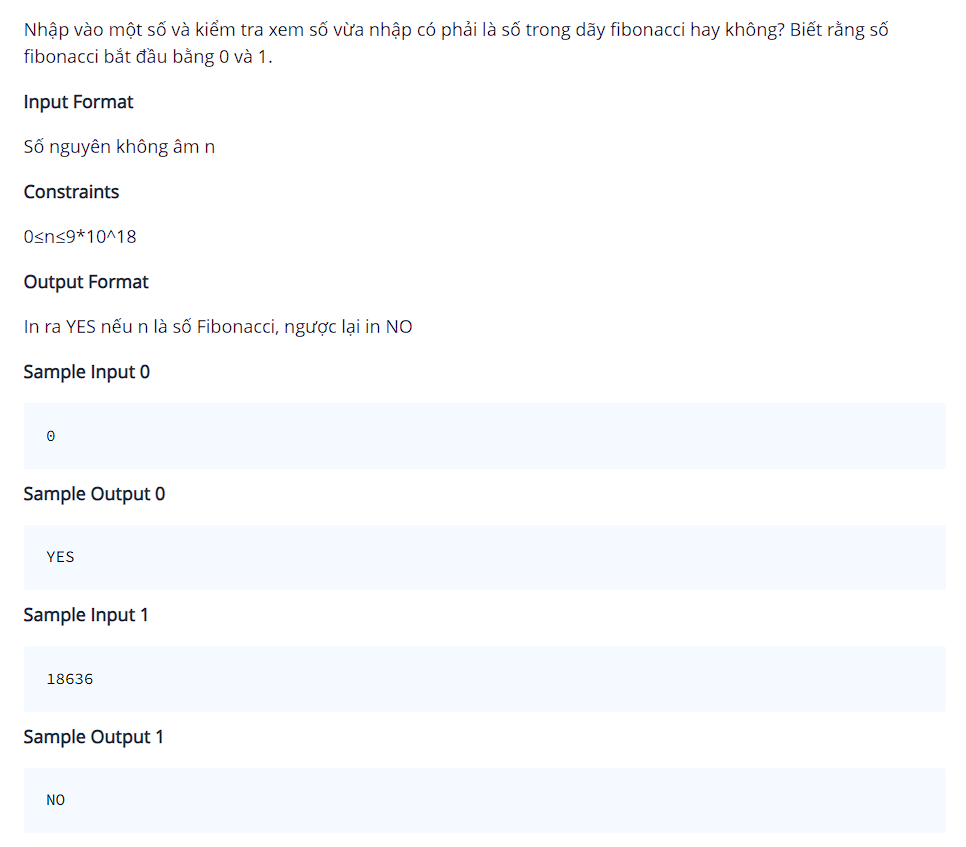 Nhập vào một số và kiểm tra xem số vừa nhập có phải là số trong dãy fibonacci hay không? Biết rằng số
fibonacci bắt đầu bằng 0 và 1.
Input Format
Số nguyên không âm n
Constraints
0≤n≤9*10^18
Output Format
In ra YES nếu n là số Fibonacci, ngược lại in NO
Sample Input 0
0
Sample Output 0
YES
Sample Input 1
18636
Sample Output 1
NO